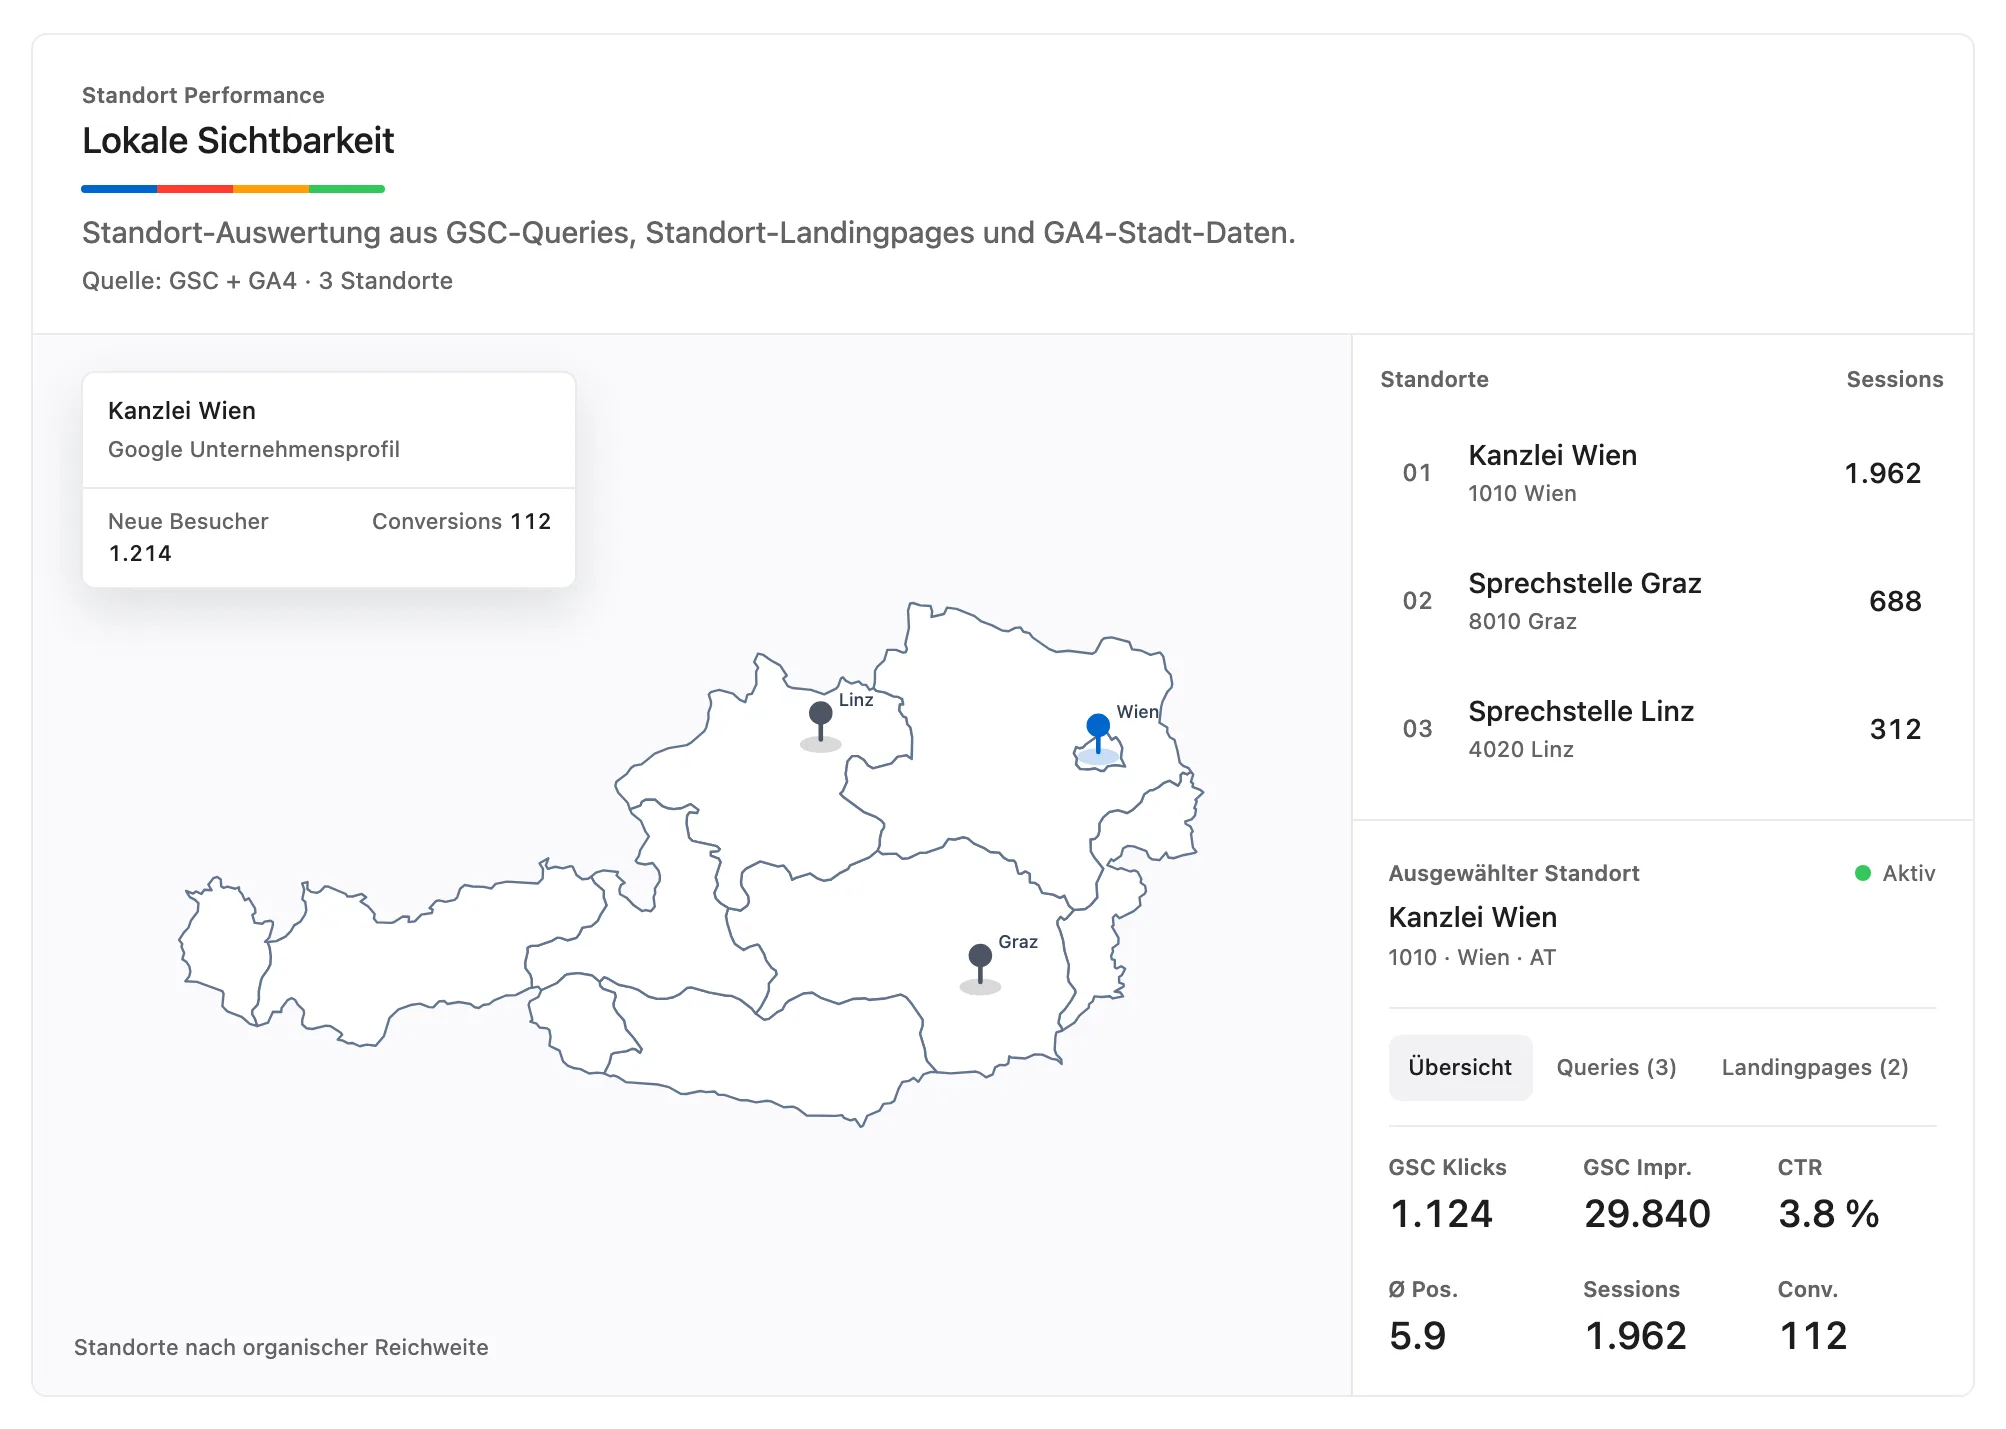 Standort Performance
Lokale Sichtbarkeit
Standort-Auswertung aus GSC-Queries, Standort-Landingpages und GA4-Stadt-Daten.
Quelle: GSC + GA4 · 3 Standorte
Kanzlei Wien
Google Unternehmensprofil
Neue Besucher 1.214
Conversions 112
Linz
Wien
Graz
Standorte nach organischer Reichweite
Standorte Sessions
01 Kanzlei Wien 1.962
1010 Wien
02 Sprechstelle Graz 688
8010 Graz
03 Sprechstelle Linz 312
4020 Linz
Ausgewählter Standort Aktiv
Kanzlei Wien
1010 · Wien · AT
Übersicht Queries (3) Landingpages (2)
GSC Klicks GSC Impr. CTR
1.124 29.840 3.8 %
Ø Pos. Sessions Conv.
5.9 1.962 112